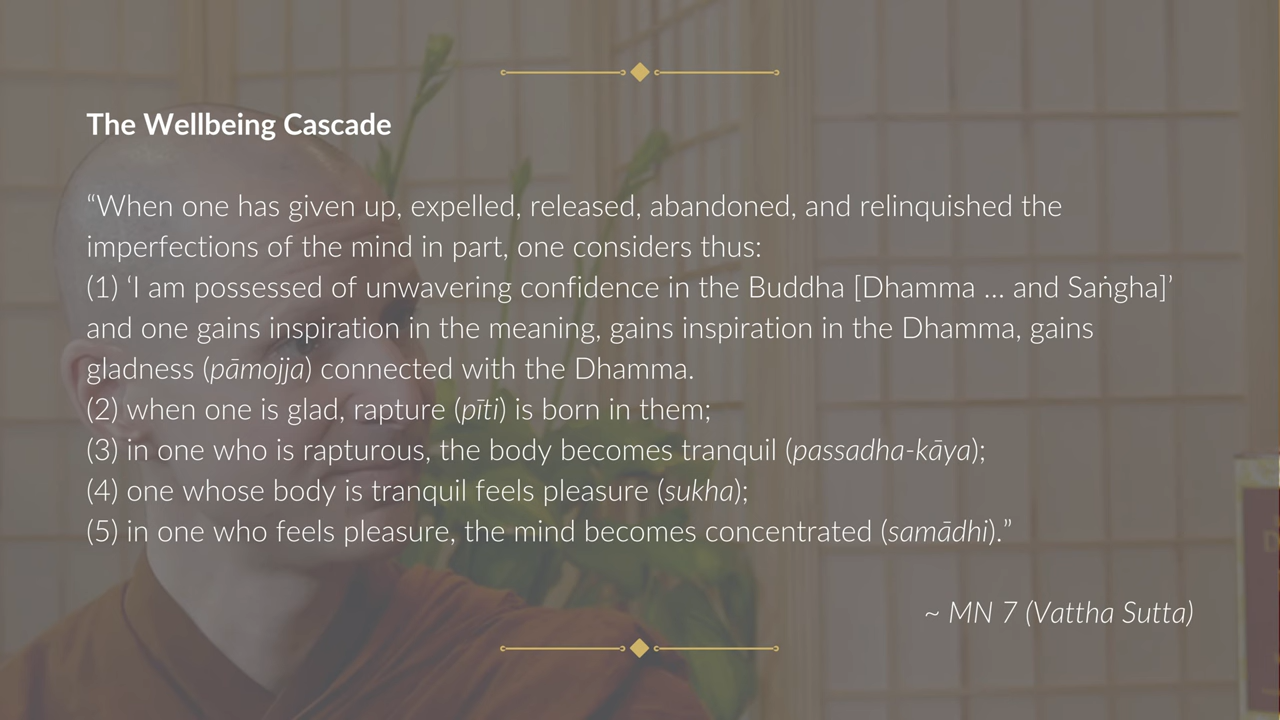 The Wellbeing Cascade
“When one has given up, expelled, released, abandoned, and relinquished the
imperfections of the mind in part, one considers thus:
(1) ‘I am possessed of unwavering confidence in the Buddha [Dhamma ... and Saṅgha]’
and one gains inspiration in the meaning, gains inspiration in the Dhamma, gains
gladness (pāmojja) connected with the Dhamma.
(2) when one is glad, rapture (pīti) is born in them;
(3) in one who is rapturous, the body becomes tranquil (passadha-kāya);
(4) one whose body is tranquil feels pleasure (sukha);
(5) in one who feels pleasure, the mind becomes concentrated (samādhi).”
~ MN 7 (Vattha Sutta)